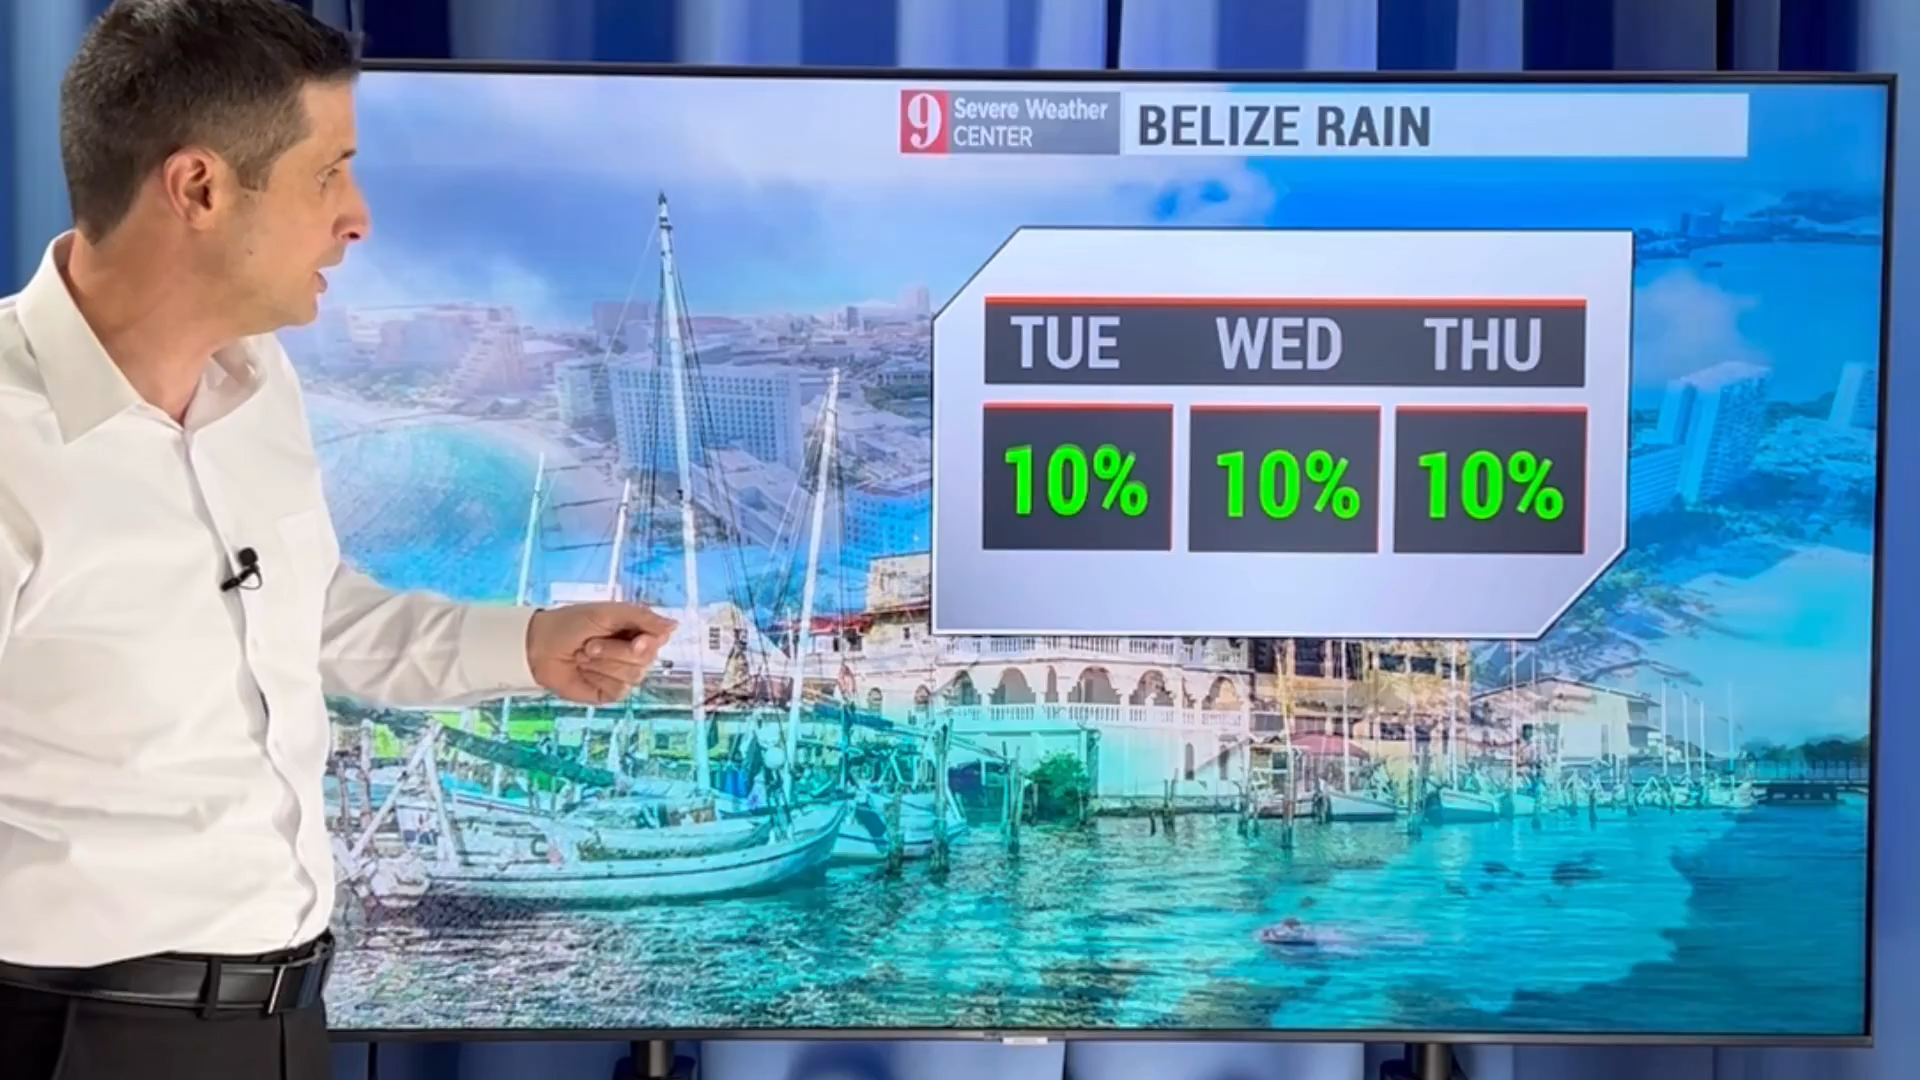 9 Severe Weather
CENTER
BELIZE RAIN
TUE WED THU
10% 10% 10%